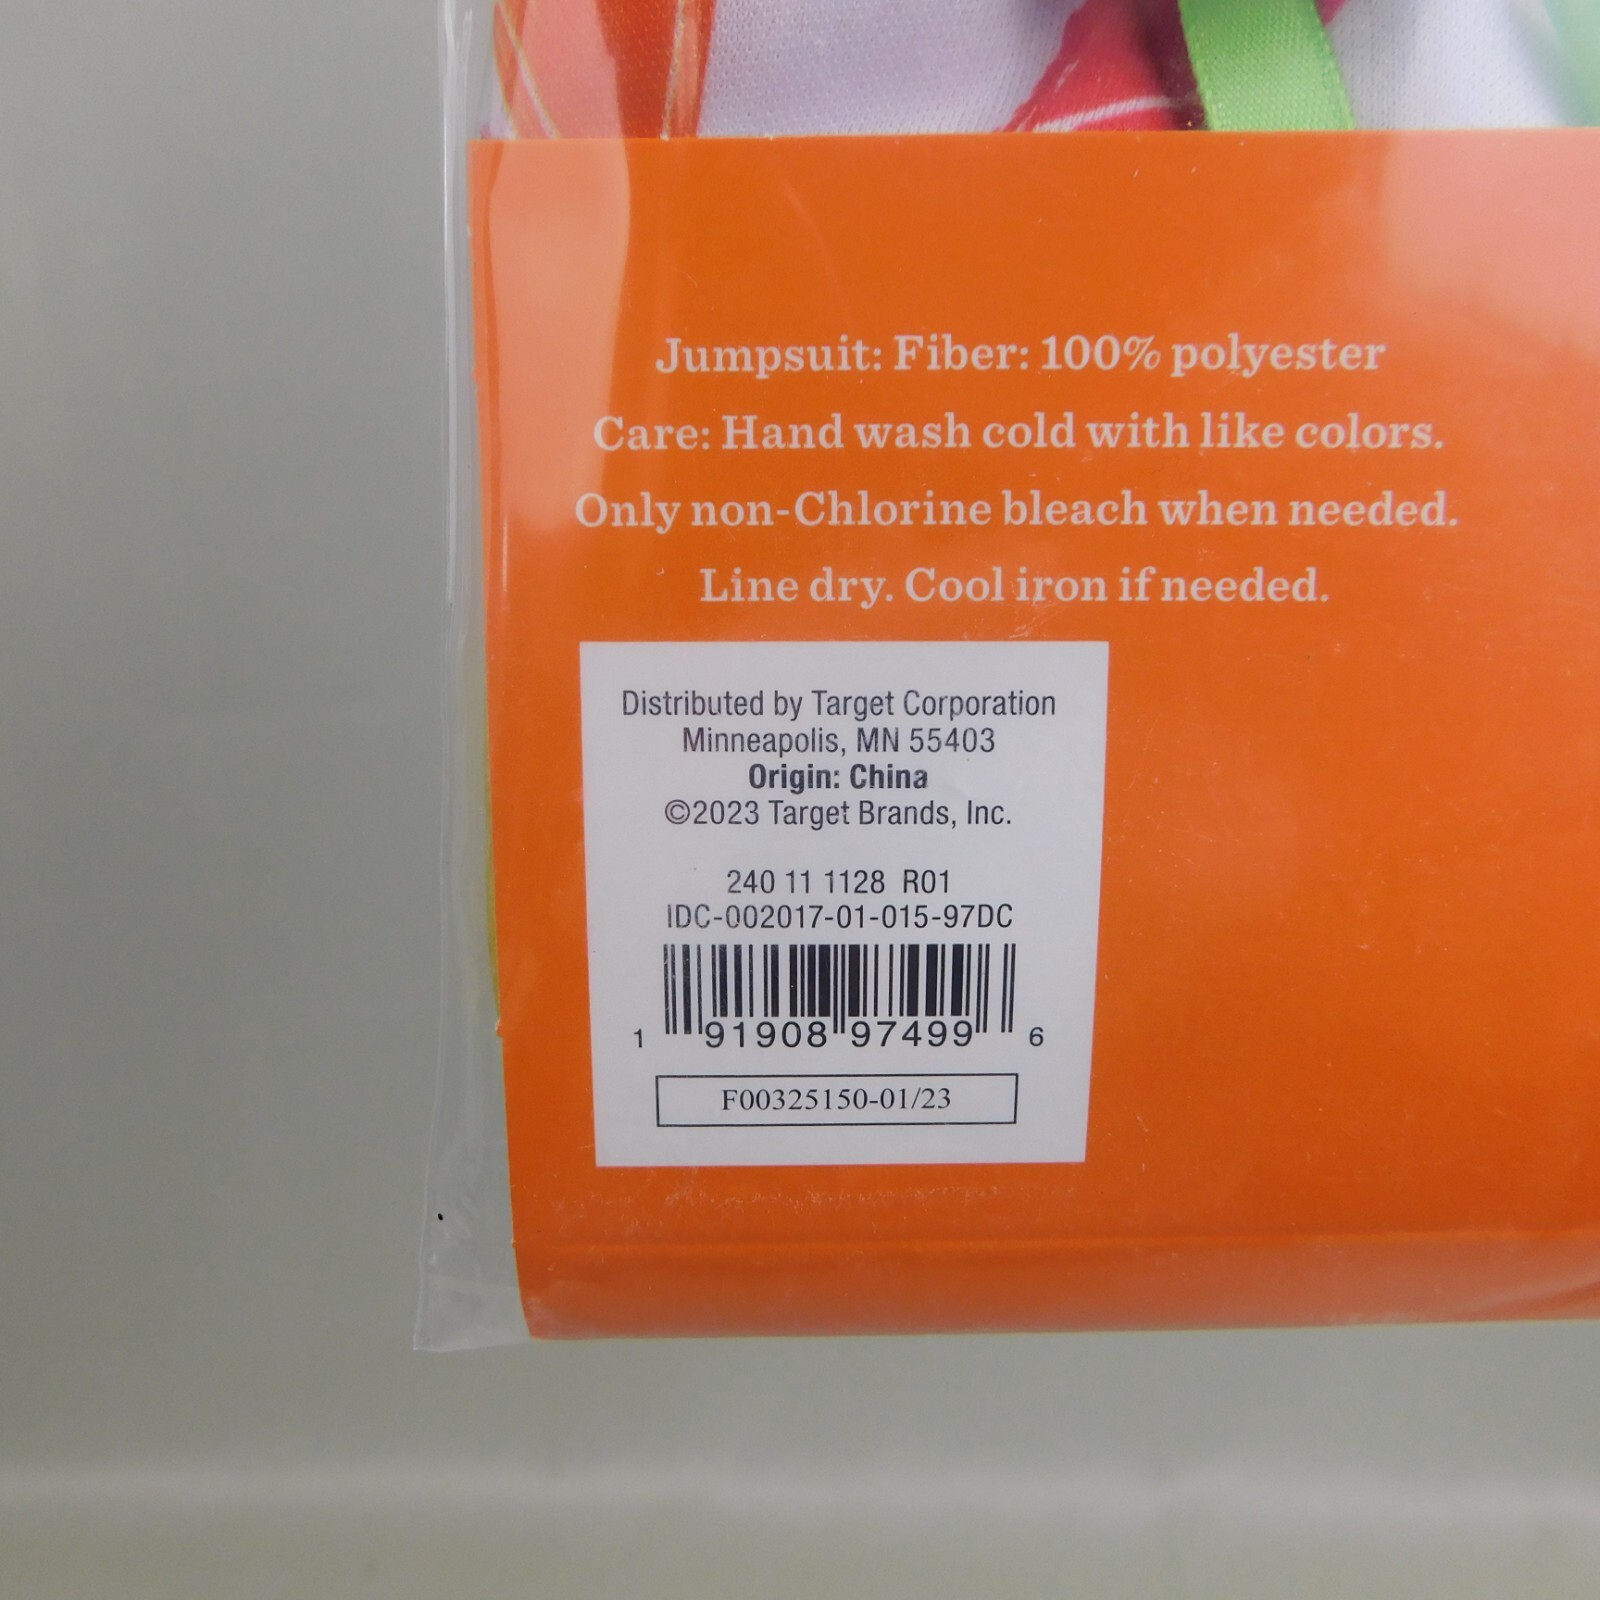 Jumpsuit: Fiber: 100% polyester
Care: Hand wash cold with like colors.
Only non-Chlorine bleach when needed.
Line dry. Cool iron if needed.
Distributed by Target Corporation
Minneapolis, MN 55403
Origin: China
©2023 Target Brands, Inc.
240 11 1128 R01
IDC-002017-01-015-97DC
1 91908 97499 6
F00325150-01/23